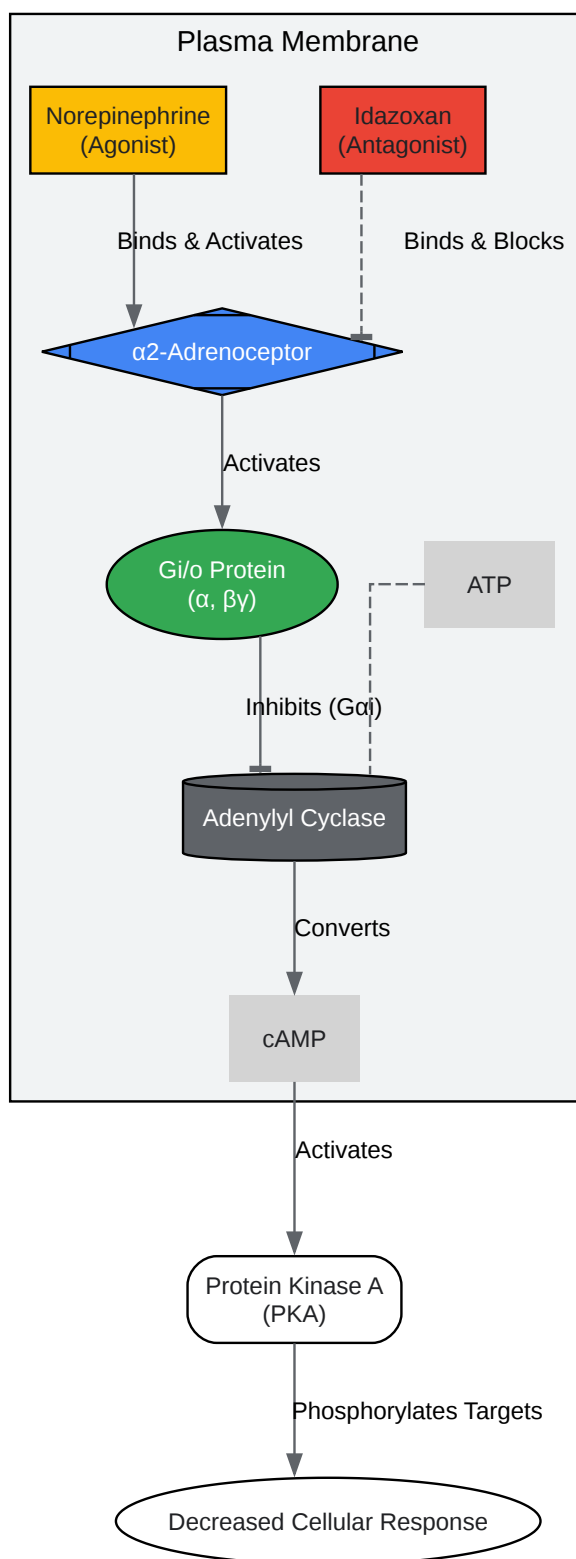 Plasma Membrane
Norepinephrine
(Agonist)
Idazoxan
(Antagonist)
Binds & Activates
Binds & Blocks
α2-Adrenoceptor
Activates
Gi/o Protein
(α, βγ)
ATP
Inhibits (Gαi)
Adenylyl Cyclase
Converts
cAMP
Activates
Protein Kinase A
(PKA)
Phosphorylates Targets
Decreased Cellular Response